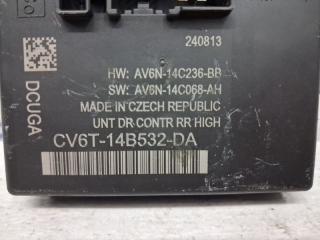 240813
HW: AV6N-14C236-BB
SW: AV6N-14C068-AH
MADE IN CZECH REPUBLIC
UNT DR CONTR RR HIGH
CV6T-14B532-DA
DCUGA